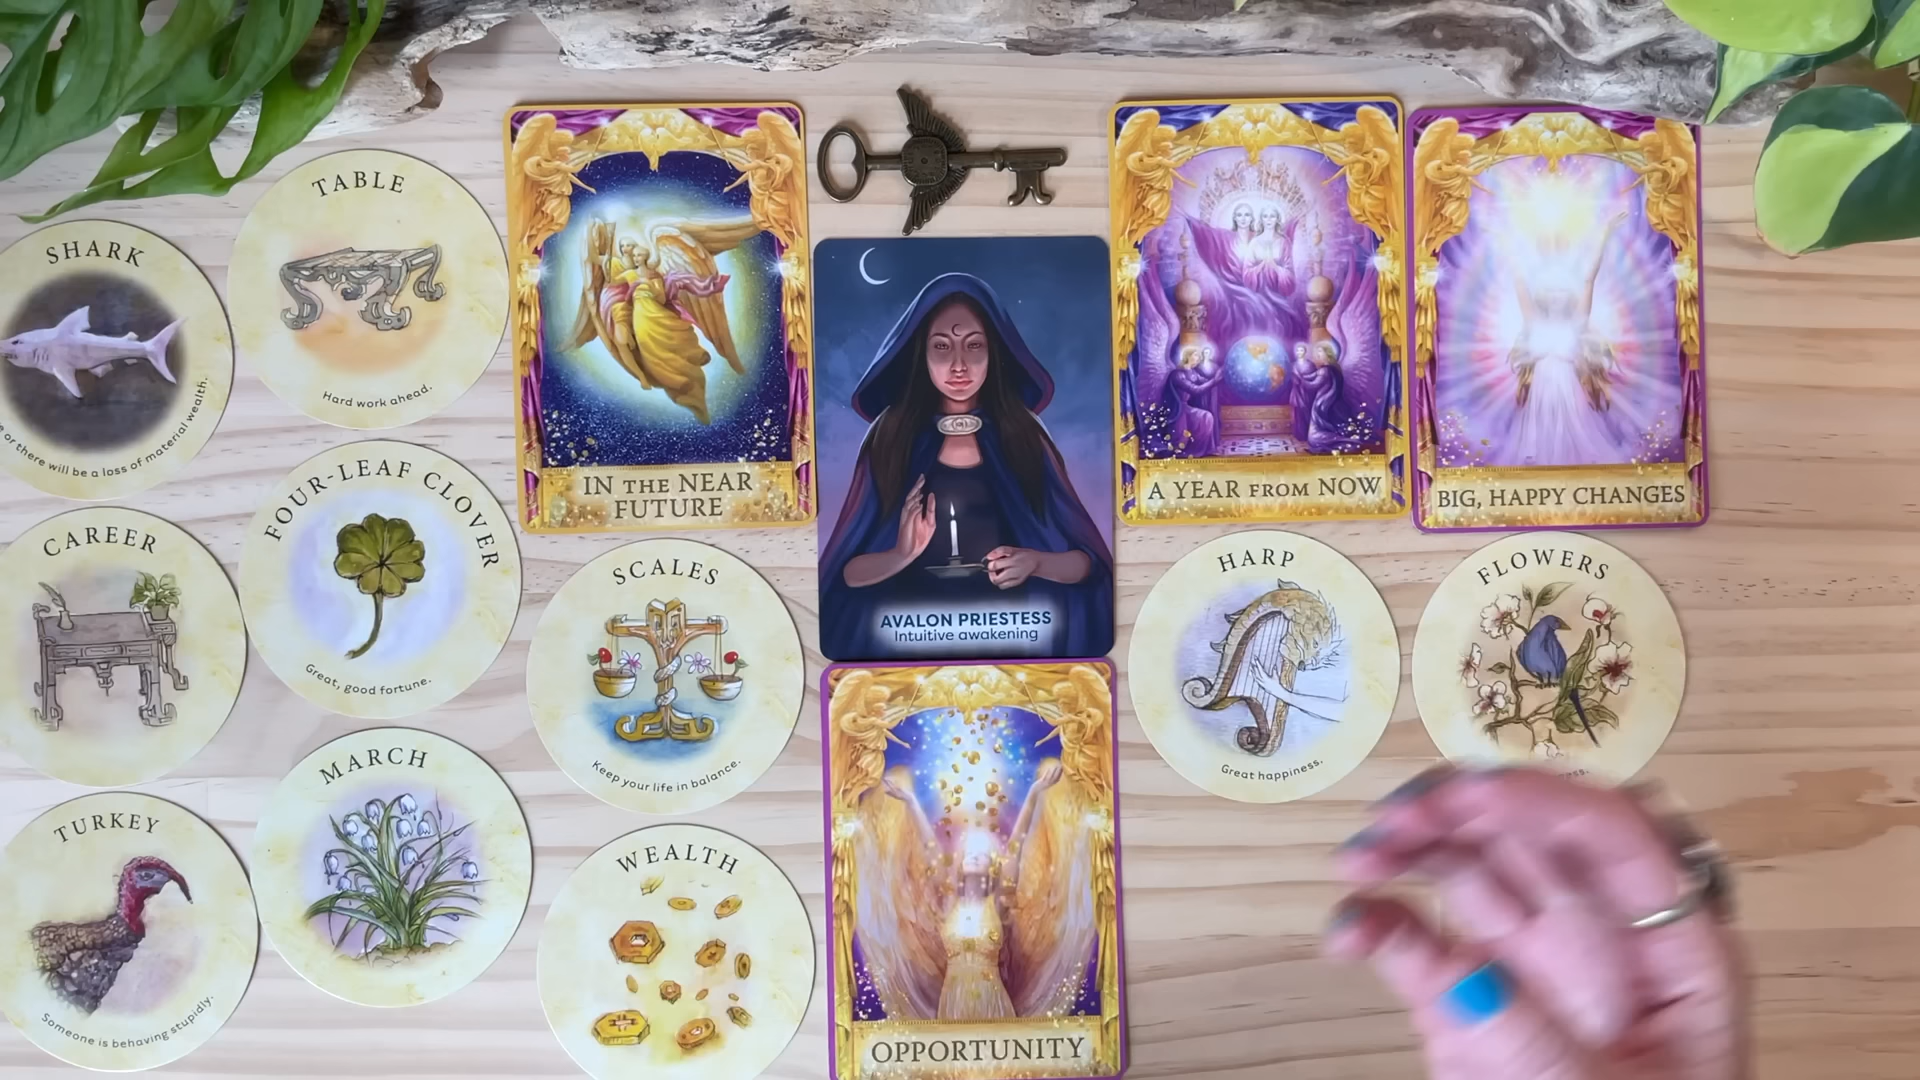 SHARK
or there will be a loss of material wealth.
TABLE
Hard work ahead.
CAREER
FOUR-LEAF CLOVER
Great, good fortune.
TURKEY
Someone is behaving stupidly.
MARCH
IN THE NEAR
FUTURE
SCALES
Keep your life in balance.
WEALTH
AVALON PRIESTESS
Intuitive awakening
OPPORTUNITY
A YEAR FROM NOW
BIG, HAPPY CHANGES
HARP
Great happiness.
FLOWERS